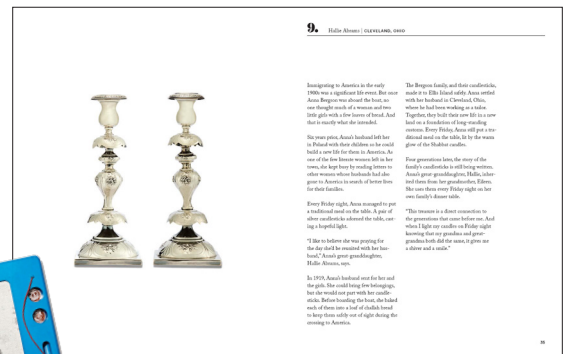 9. Hallie Abrams | CLEVELAND, OHIO
Immigrating to America in the early
1900s was a significant life event. But once
Anna Bergson was aboard the boat, no
one thought much of a woman and two
little girls with a few loaves of bread. And
that is exactly what she intended.
Six years prior, Anna's husband left her
in Poland with their children so he could
build a new life for them in America. As
one of the few literate women left in her
town, she kept busy by reading letters to
other women whose husbands had also
gone to America in search of better lives
for their families.
Every Friday night, Anna managed to put
a traditional meal on the table. A pair of
silver candlesticks adorned the table, cast-
ing a hopeful light.
"I like to believe she was praying for
the day she'd be reunited with her hus-
band," Anna's great-granddaughter,
Hallie Abrams, says.
In 1919, Anna's husband sent for her and
the girls. She could bring few belongings,
but she would not part with her candle-
sticks. Before boarding the boat, she baked
each of them into a loaf of challah bread
to keep them safely out of sight during the
crossing to America.
The Bergson family, and their candlesticks,
made it to Ellis Island safely. Anna settled
with her husband in Cleveland, Ohio,
where he had been working as a tailor.
Together, they built their new life in a new
land on a foundation of long-standing
customs. Every Friday, Anna still put a tra-
ditional meal on the table, lit by the warm
glow of the Shabbat candles.
Four generations later, the story of the
family's candlesticks is still being written.
Anna's great-granddaughter, Hallie, inher-
ited them from her grandmother, Eileen.
She uses them every Friday night on her
own family's dinner table.
"This treasure is a direct connection to
the generations that came before me. And
when I light my candles on Friday night
knowing that my grandma and great-
grandma both did the same, it gives me
a shiver and a smile."